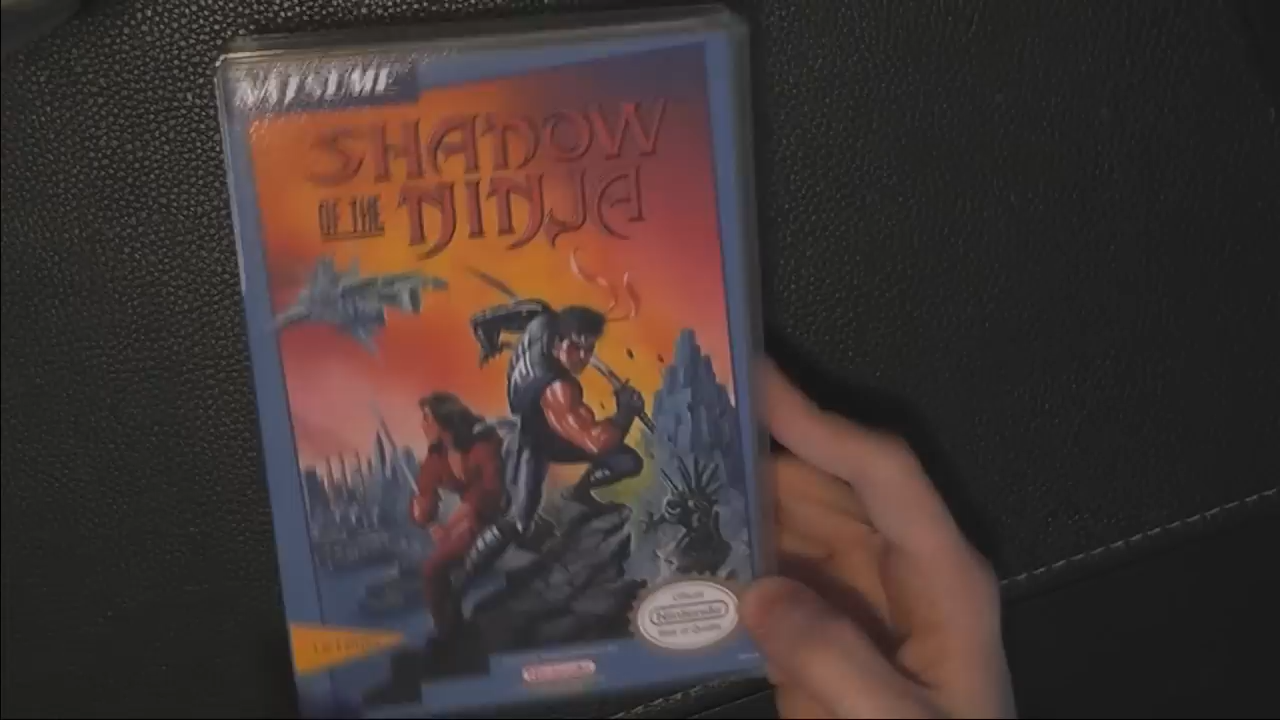 NATSUME
SHADOW
OF THE NINJA
Official
Nintendo
Seal of Quality